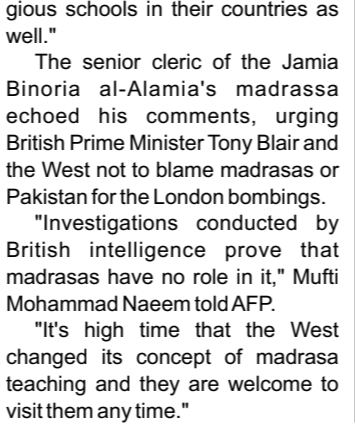 gious schools in their countries as
well."
The senior cleric of the Jamia
Binoria al-Alamia's madrassa
echoed his comments, urging
British Prime Minister Tony Blair and
the West not to blame madrasas or
Pakistan for the London bombings.
"Investigations conducted by
British intelligence prove that
madrasas have no role in it," Mufti
Mohammad Naeem told AFP.
"It's high time that the West
changed its concept of madrasa
teaching and they are welcome to
visit them any time."